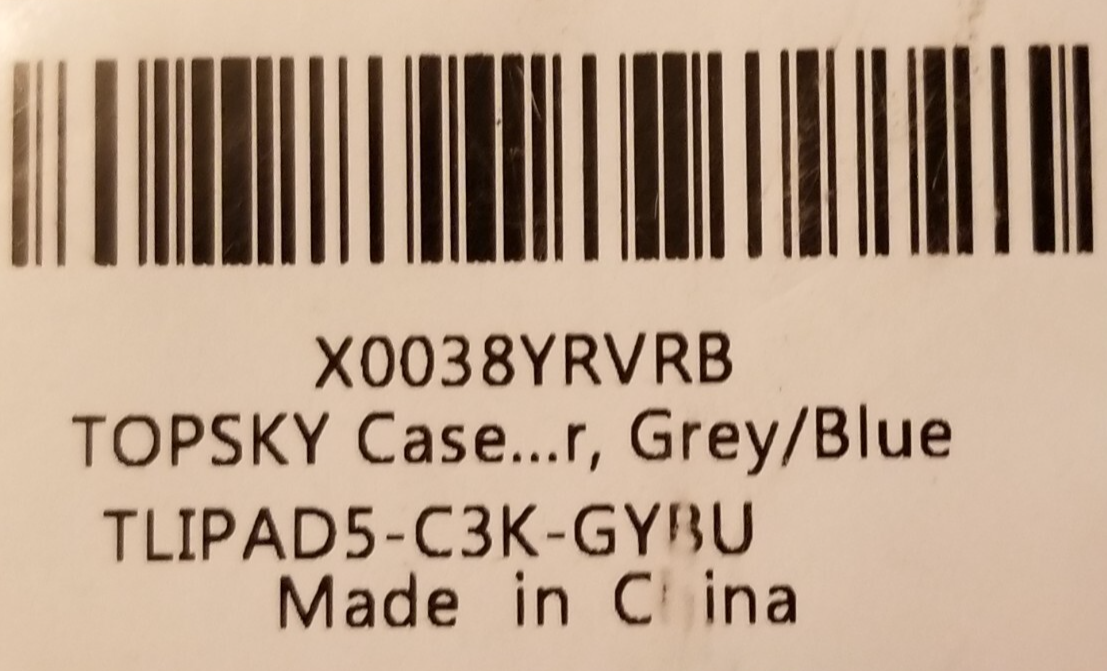 X0038YRVRB
TOPSKY Case...r, Grey/Blue
TLIPAD5-C3K-GYBU
Made in China